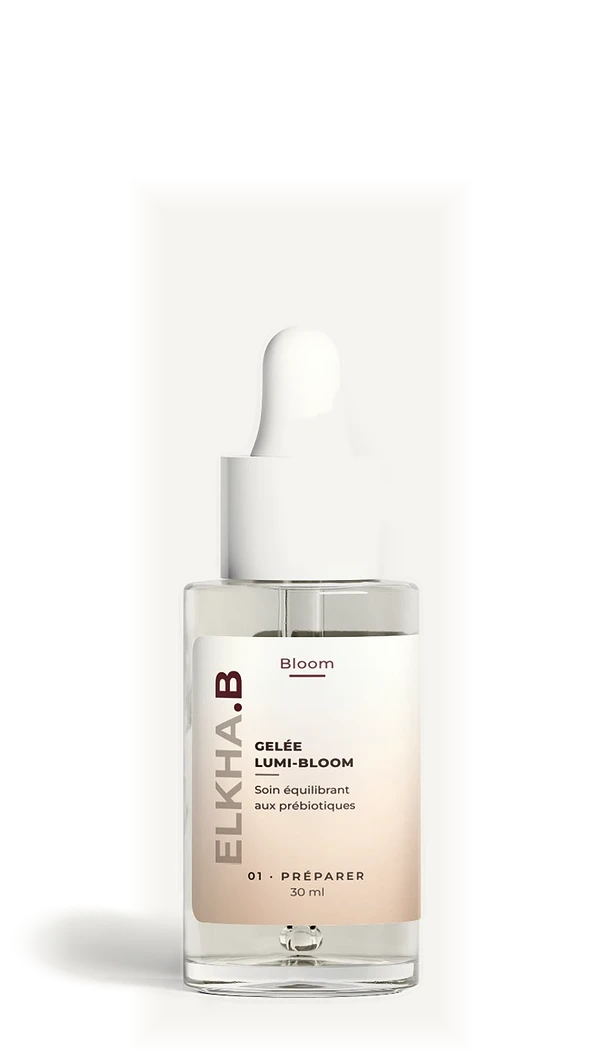 Bloom
ELKHA.B
GELÉE
LUMI-BLOOM
Soin équilibrant
aux prébiotiques
01 · PRÉPARER
30 ml